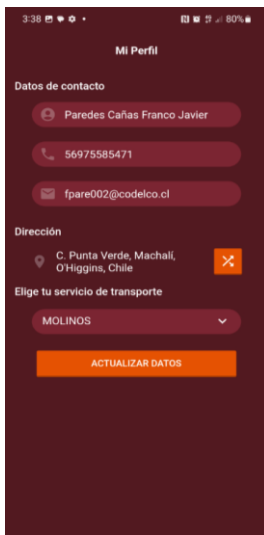 3:38 80%
Mi Perfil
Datos de contacto
Paredes Cañas Franco Javier
56975585471
fpare002@codelco.cl
Dirección
C. Punta Verde, Machalí,
O'Higgins, Chile
Elige tu servicio de transporte
MOLINOS
ACTUALIZAR DATOS